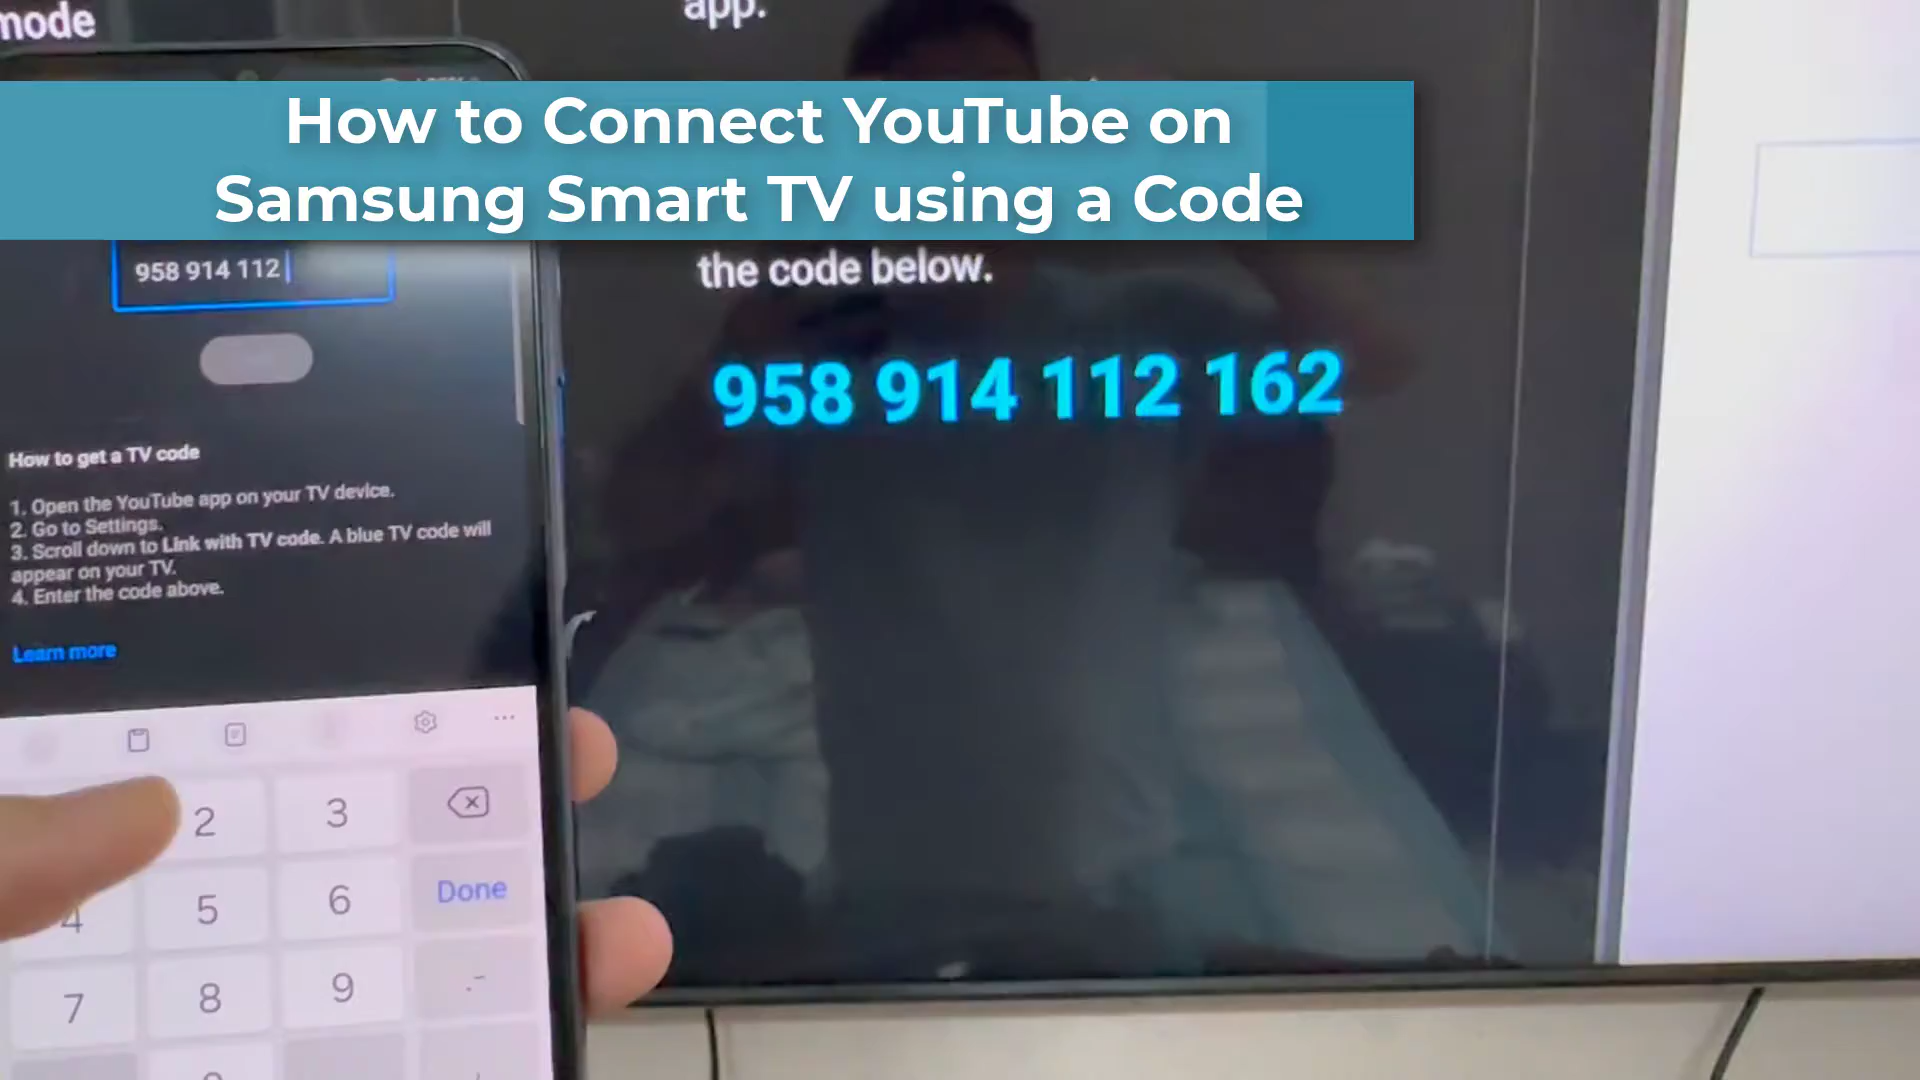 mode
app.
How to Connect YouTube on
Samsung Smart TV using a Code
958 914 112
the code below.
958 914 112 162
How to get a TV code
1. Open the YouTube app on your TV device.
2. Go to Settings.
3. Scroll down to Link with TV code. A blue TV code will
appear on your TV.
4. Enter the code above.
Learn more
2 3
4 5 6 Done
7 8 9 .-